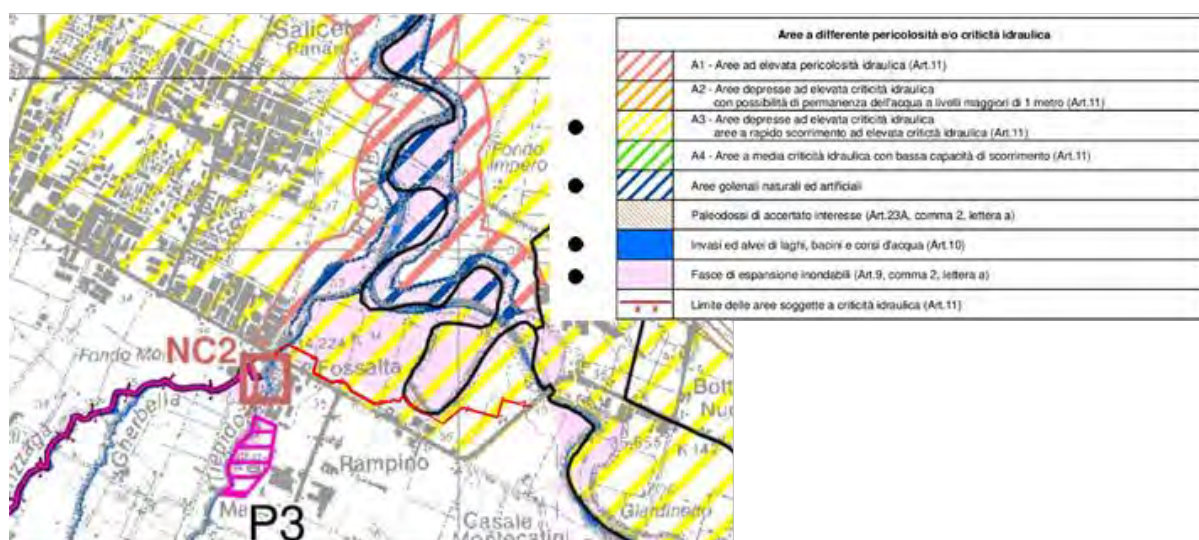 Saliceto
Panaro
FIUME
Fondo
Impero
Fondo
NC2
Fossalta
Gherbella
Tiepido
Rampino
P3
Casale
Montecatini
Giardinetto
Aree a differente pericolosità e/o criticità idraulica
A1 - Aree ad elevata pericolosità idraulica (Art.11)
A2 - Aree depresse ad elevata criticità idraulica
con possibilità di permanenza dell'acqua a livelli maggiori di 1 metro (Art.11)
A3 - Aree depresse ad elevata criticità idraulica
aree a rapido scorrimento ad elevata criticità idraulica (Art.11)
A4 - Aree a media criticità idraulica con bassa capacità di scorrimento (Art.11)
Aree golenali naturali ed artificiali
Paleodossi di accertato interesse (Art.23A, comma 2, lettera a)
Invasi ed alvei di laghi, bacini e corsi d'acqua (Art.10)
Fasce di espansione inondabili (Art.9, comma 2, lettera a)
Limite delle aree soggette a criticità idraulica (Art.11)